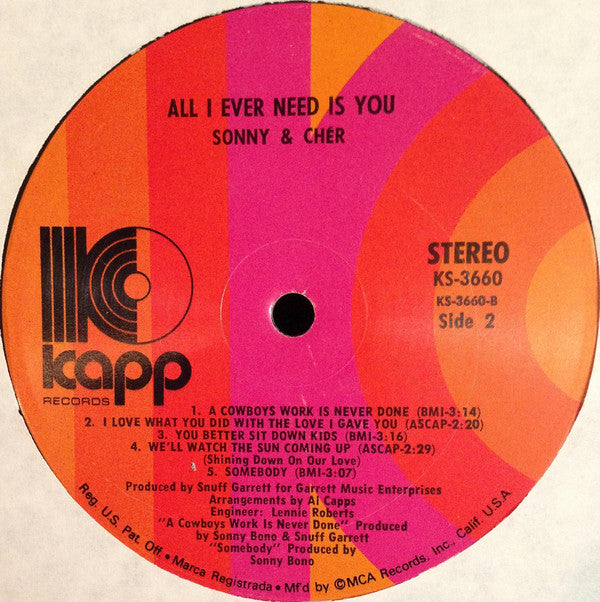 ALL I EVER NEED IS YOU
SONNY & CHÉR
STEREO
KS-3660
KS-3660-B
Side 2
kapp
RECORDS
1. A COWBOYS WORK IS NEVER DONE (BMI-3:14)
2. I LOVE WHAT YOU DID WITH THE LOVE I GAVE YOU (ASCAP-2:20)
3. YOU BETTER SIT DOWN KIDS (BMI-3:16)
4. WE'LL WATCH THE SUN COMING UP (ASCAP-2:29)
(Shining Down On Our Love)
5. SOMEBODY (BMI-3:07)
Produced by Snuff Garrett for Garrett Music Enterprises
Arrangements by Al Capps
Engineer: Lennie Roberts
"A Cowboys Work Is Never Done" Produced
by Sonny Bono & Snuff Garrett
"Somebody" Produced by
Sonny Bono
Reg. U.S. Pat. Off. • Marca Registrada • Mf'd by ©MCA Records, Inc., Calif. U.S.A.